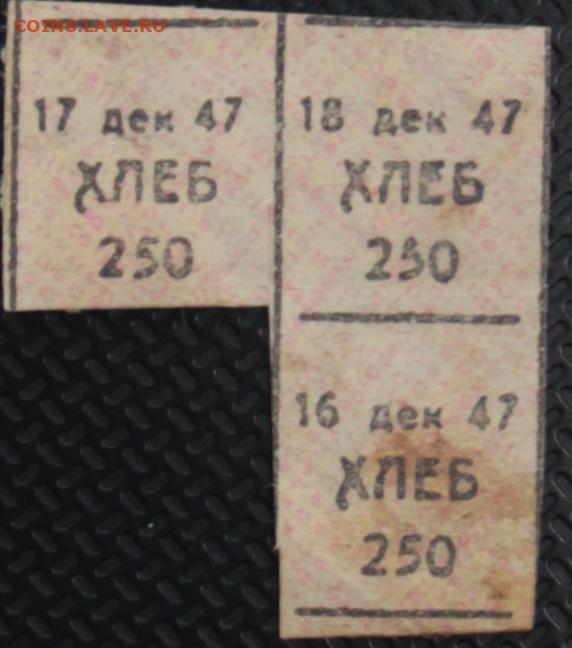 COINS.LAVE.RU
17 дек 47
ХЛЕБ
250
18 дек 47
ХЛЕБ
250
16 дек 47
ХЛЕБ
250